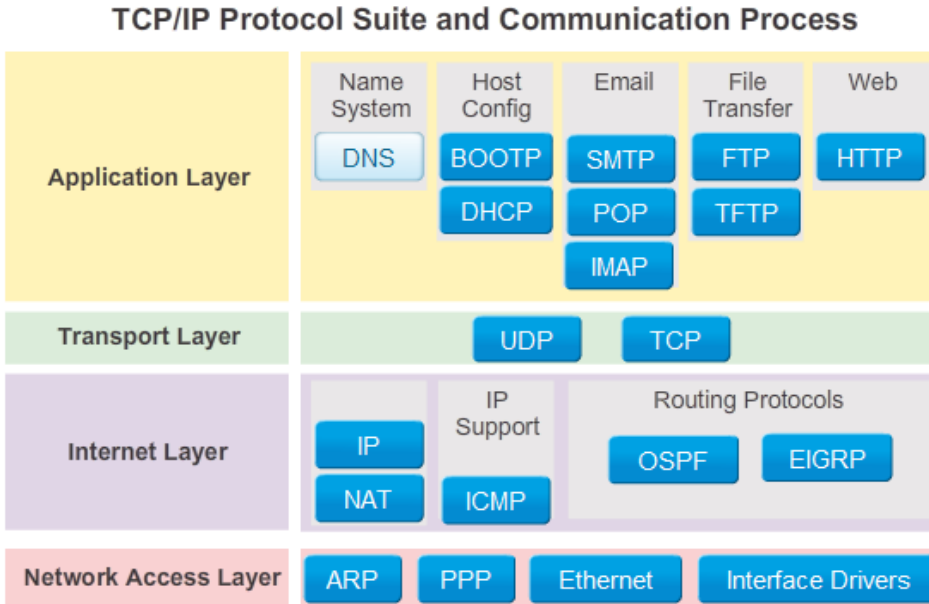 TCP/IP Protocol Suite and Communication Process
Application Layer
Name
System
DNS
Host
Config
BOOTP
DHCP
Email
SMTP
POP
IMAP
File
Transfer
FTP
TFTP
Web
HTTP
Transport Layer
UDP
TCP
Internet Layer
IP
NAT
IP
Support
ICMP
Routing Protocols
OSPF
EIGRP
Network Access Layer
ARP
PPP
Ethernet
Interface Drivers